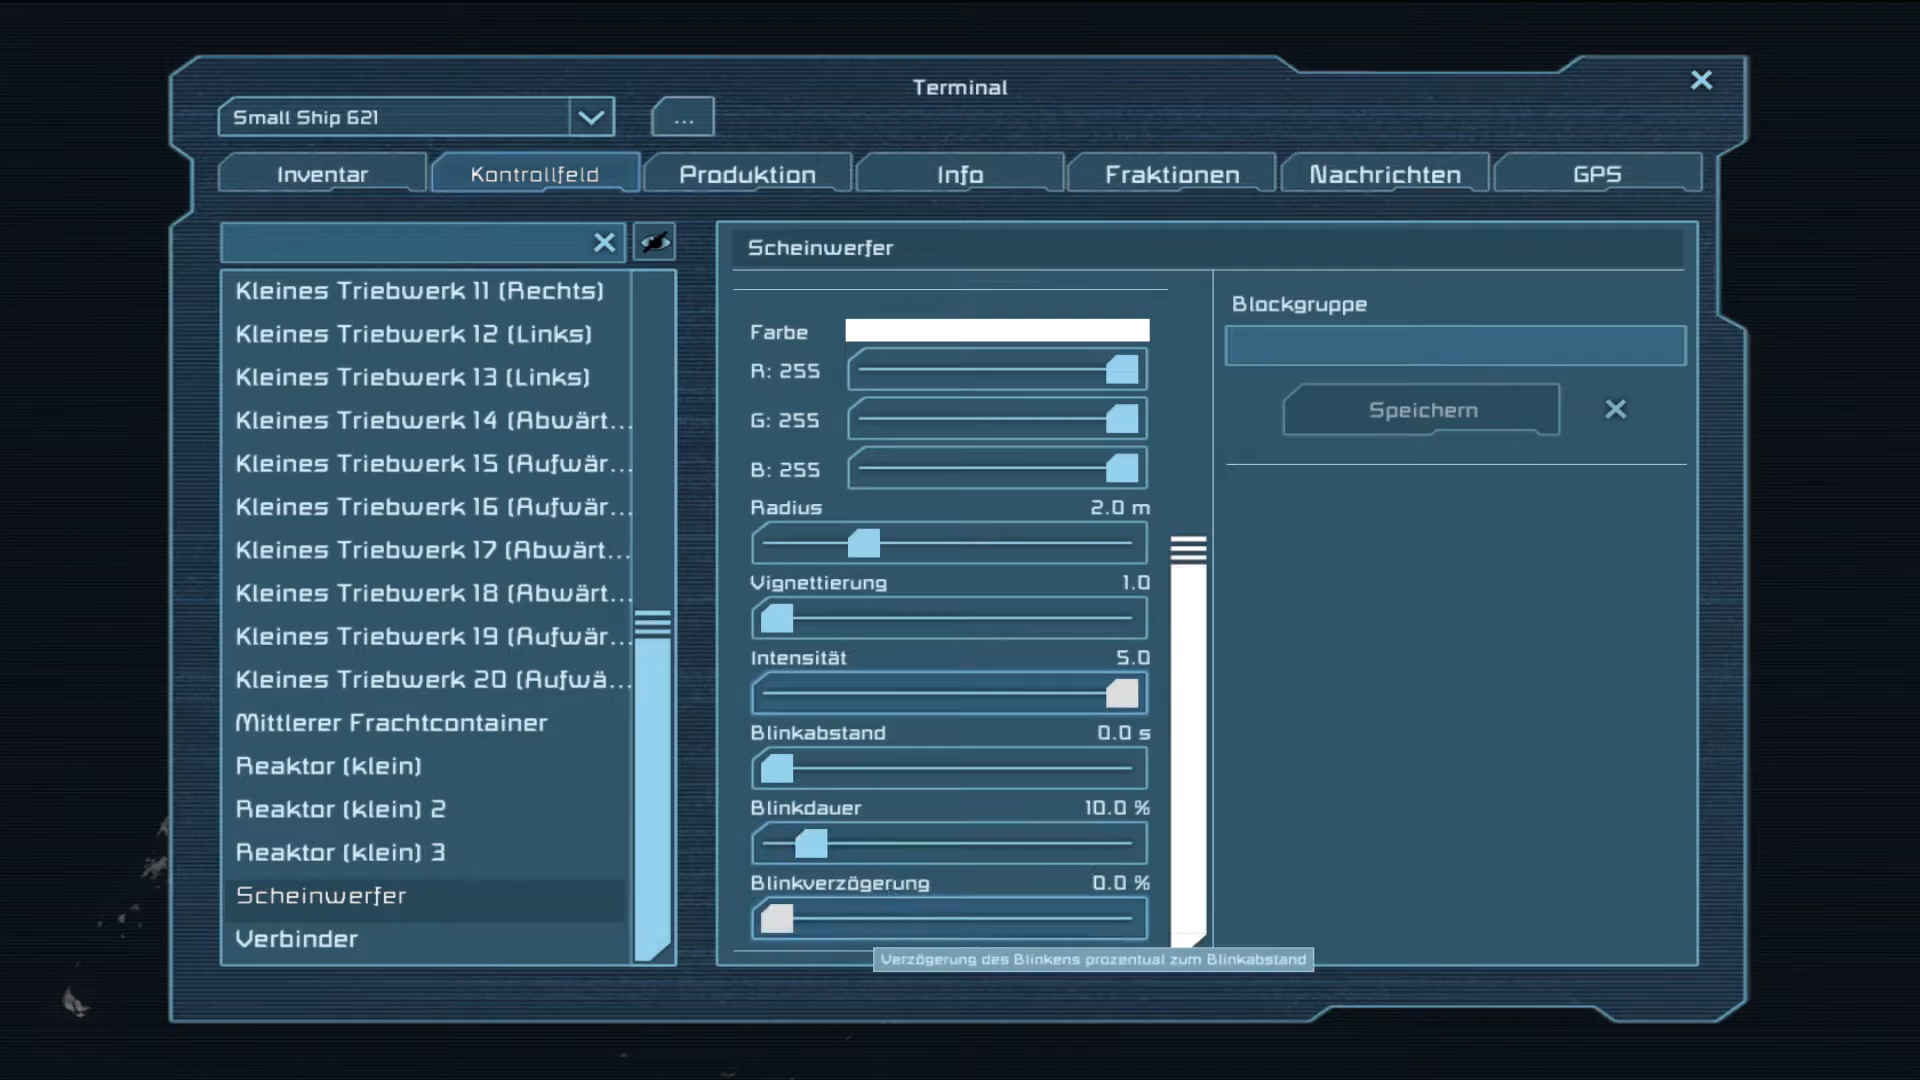 Terminal
Small Ship 621
...
Inventar
Kontrollfeld
Produktion
Info
Fraktionen
Nachrichten
GPS
Kleines Triebwerk 11 (Rechts)
Kleines Triebwerk 12 (Links)
Kleines Triebwerk 13 (Links)
Kleines Triebwerk 14 (Abwärt...
Kleines Triebwerk 15 (Aufwär...
Kleines Triebwerk 16 (Aufwär...
Kleines Triebwerk 17 (Abwärt...
Kleines Triebwerk 18 (Abwärt...
Kleines Triebwerk 19 (Aufwär...
Kleines Triebwerk 20 (Aufwä...
Mittlerer Frachtcontainer
Reaktor (klein)
Reaktor (klein) 2
Reaktor (klein) 3
Scheinwerfer
Verbinder
Scheinwerfer
Farbe
R: 255
G: 255
B: 255
Radius 2.0 m
Vignettierung 1.0
Intensität 5.0
Blinkabstand 0.0 s
Blinkdauer 10.0 %
Blinkverzögerung 0.0 %
Verzögerung des Blinkens prozentual zum Blinkabstand
Blockgruppe
Speichern